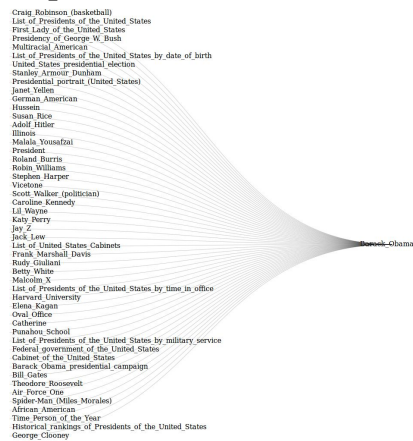 Craig_Robinson_(basketball)
List_of_Presidents_of_the_United_States
First_Lady_of_the_United_States
Presidency_of_George_W._Bush
Multiracial_American
List_of_Presidents_of_the_United_States_by_date_of_birth
United_States_presidential_election
Stanley_Armour_Dunham
Presidential_portrait_(United_States)
Janet_Yellen
German_American
Hussein
Susan_Rice
Adolf_Hitler
Illinois
Malala_Yousafzai
President
Roland_Burris
Robin_Williams
Stephen_Harper
Vicetone
Scott_Walker_(politician)
Caroline_Kennedy
Lil_Wayne
Katy_Perry
Jay_Z
Jack_Lew
Barack_Obama
List_of_United_States_Cabinets
Frank_Marshall_Davis
Rudy_Giuliani
Betty_White
Malcolm_X
List_of_Presidents_of_the_United_States_by_time_in_office
Harvard_University
Elena_Kagan
Oval_Office
Catherine
Punahou_School
List_of_Presidents_of_the_United_States_by_military_service
Federal_government_of_the_United_States
Cabinet_of_the_United_States
Barack_Obama_presidential_campaign
Bill_Gates
Theodore_Roosevelt
Air_Force_One
Spider-Man_(Miles_Morales)
African_American
Time_Person_of_the_Year
Historical_rankings_of_Presidents_of_the_United_States
George_Clooney